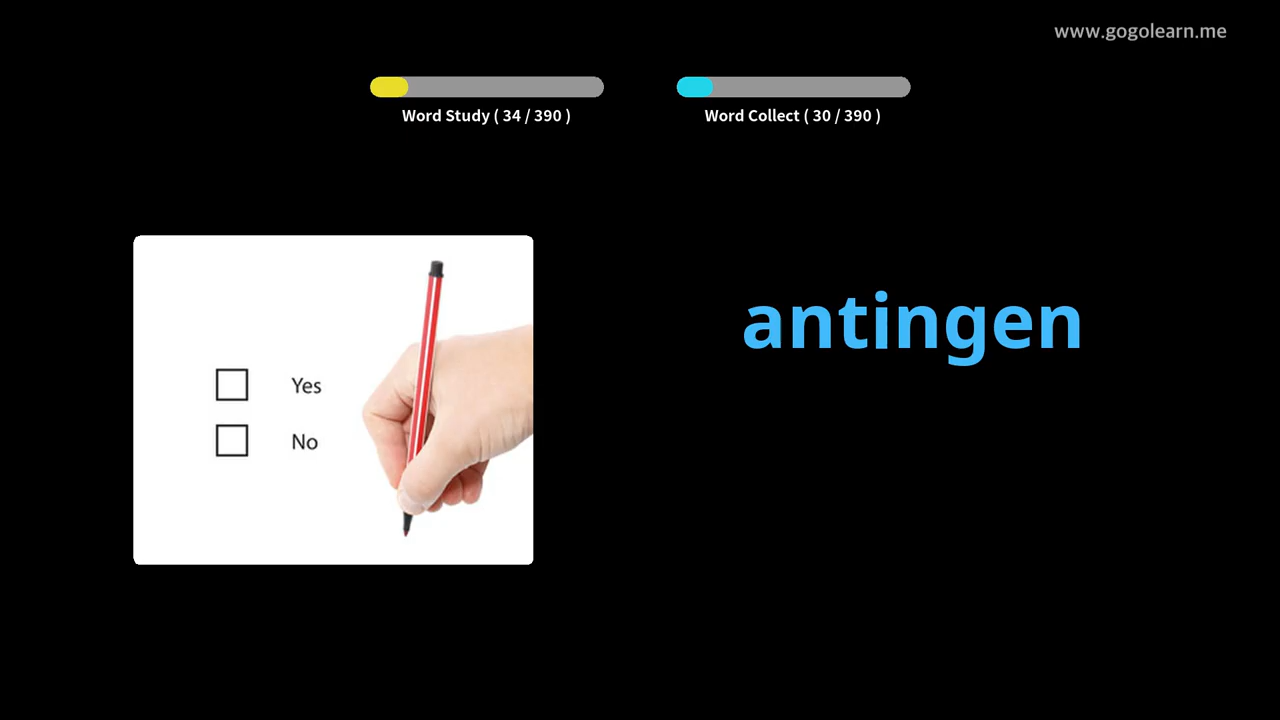 www.gogolearn.me
Word Study ( 34 / 390 )
Word Collect ( 30 / 390 )
antingen
Yes
No